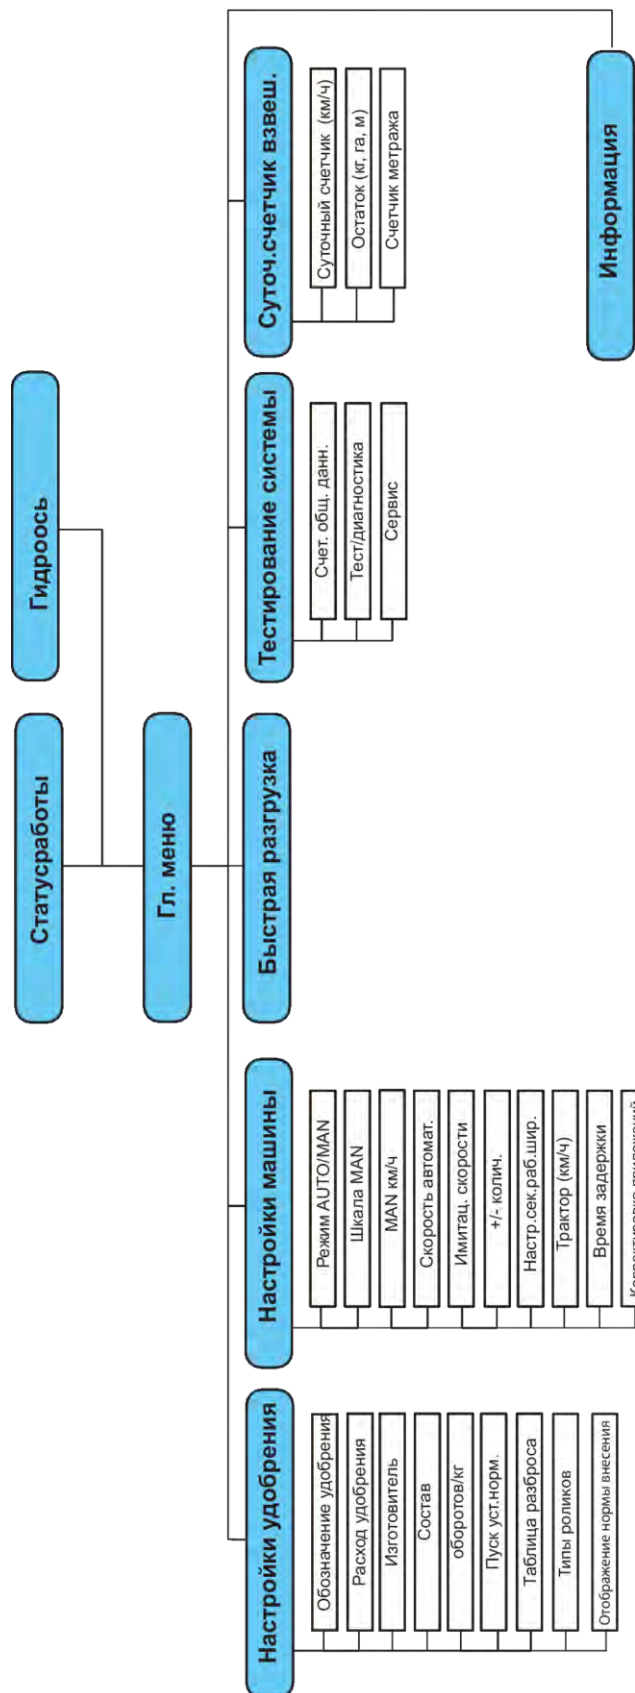 Статусработы
Гидроось
Гл. меню
Настройки удобрения
Обозначение удобрения
Расход удобрения
Изготовитель
Состав
оборотов/кг
Пуск уст.норм.
Таблица разброса
Типы роликов
Отображение нормы внесения
Настройки машины
Режим AUTO/MAN
Шкала MAN
MAN км/ч
Скорость автомат.
Имитац. скорости
+/- колич.
Настр.сек.раб.шир.
Трактор (км/ч)
Время задержки
Быстрая разгрузка
Тестирование системы
Счет. общ. данн.
Тест/диагностика
Сервис
Суточ.счетчик взвеш.
Суточный счетчик (км/ч)
Остаток (кг, га, м)
Счетчик метража
Информация